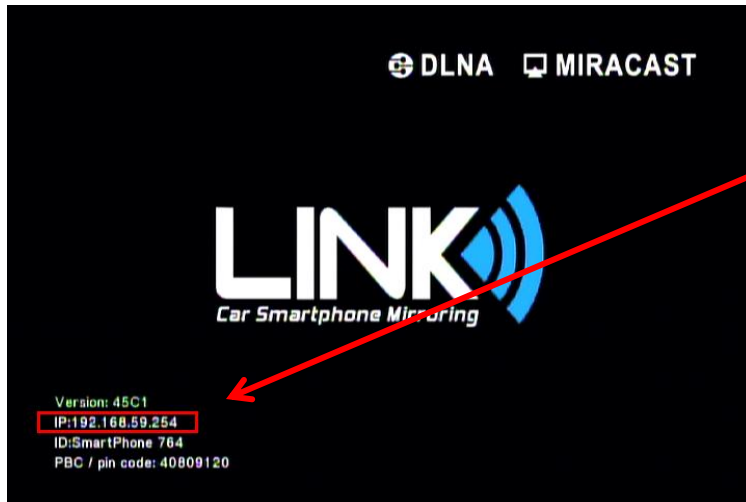 DLNA MIRACAST
LINK
Car Smartphone Mirroring
Version: 45C1
IP:192.168.59.254
ID:SmartPhone 764
PBC / pin code: 40809120